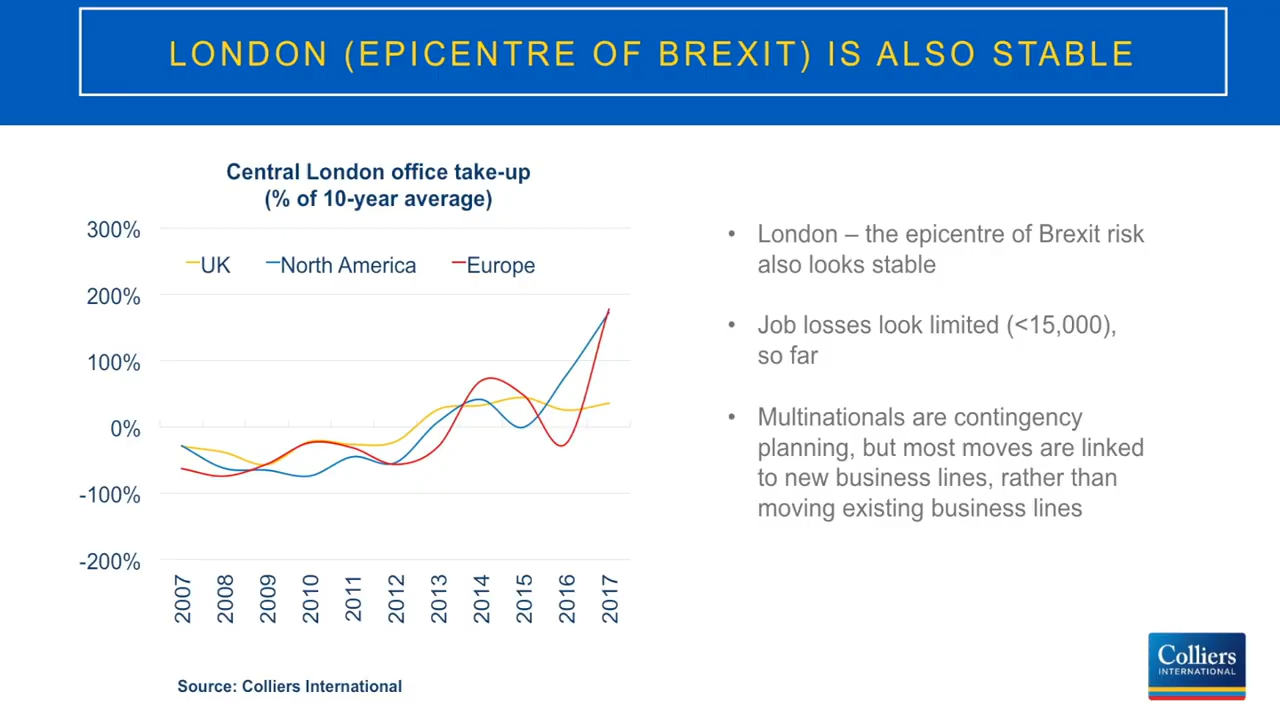 LONDON (EPICENTRE OF BREXIT) IS ALSO STABLE
Central London office take-up
(% of 10-year average)
300%
UK North America Europe
200%
100%
0%
-100%
-200%
2007 2008 2009 2010 2011 2012 2013 2014 2015 2016 2017
Source: Colliers International
• London – the epicentre of Brexit risk
also looks stable
• Job losses look limited (<15,000),
so far
• Multinationals are contingency
planning, but most moves are linked
to new business lines, rather than
moving existing business lines
Colliers
INTERNATIONAL